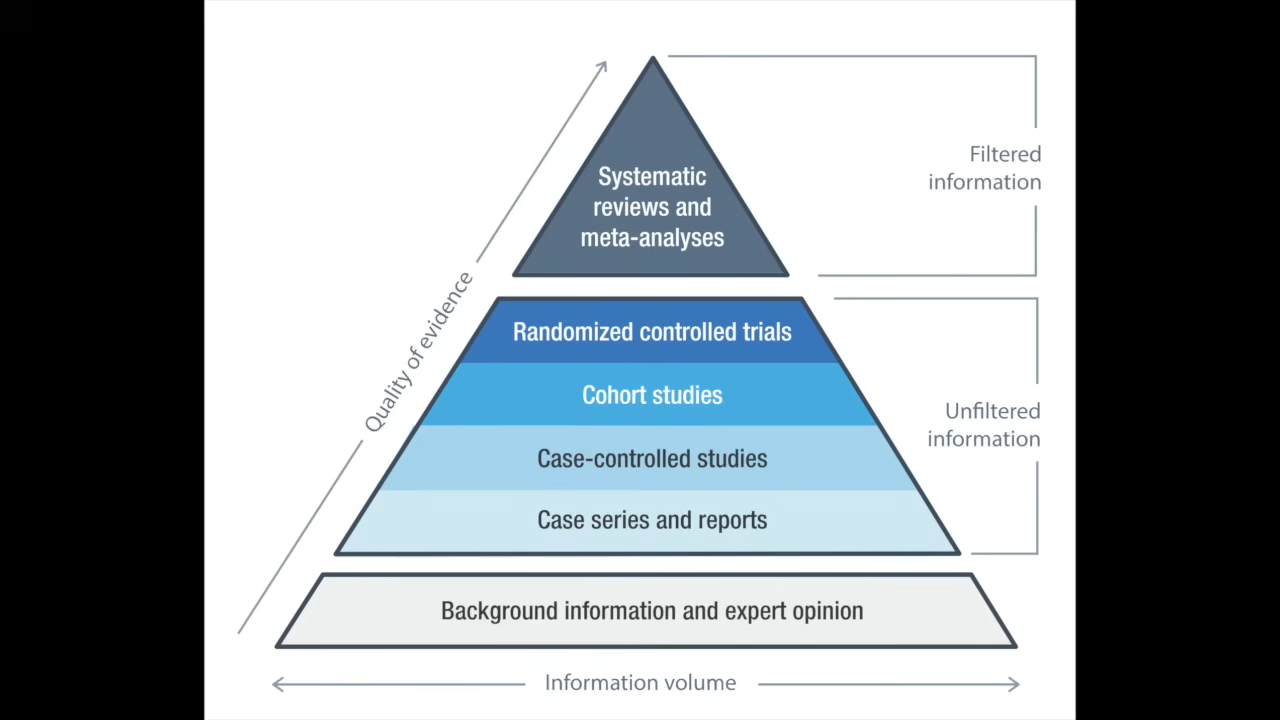 Systematic
reviews and
meta-analyses
Filtered
information
Quality of evidence
Randomized controlled trials
Cohort studies
Unfiltered
information
Case-controlled studies
Case series and reports
Background information and expert opinion
Information volume